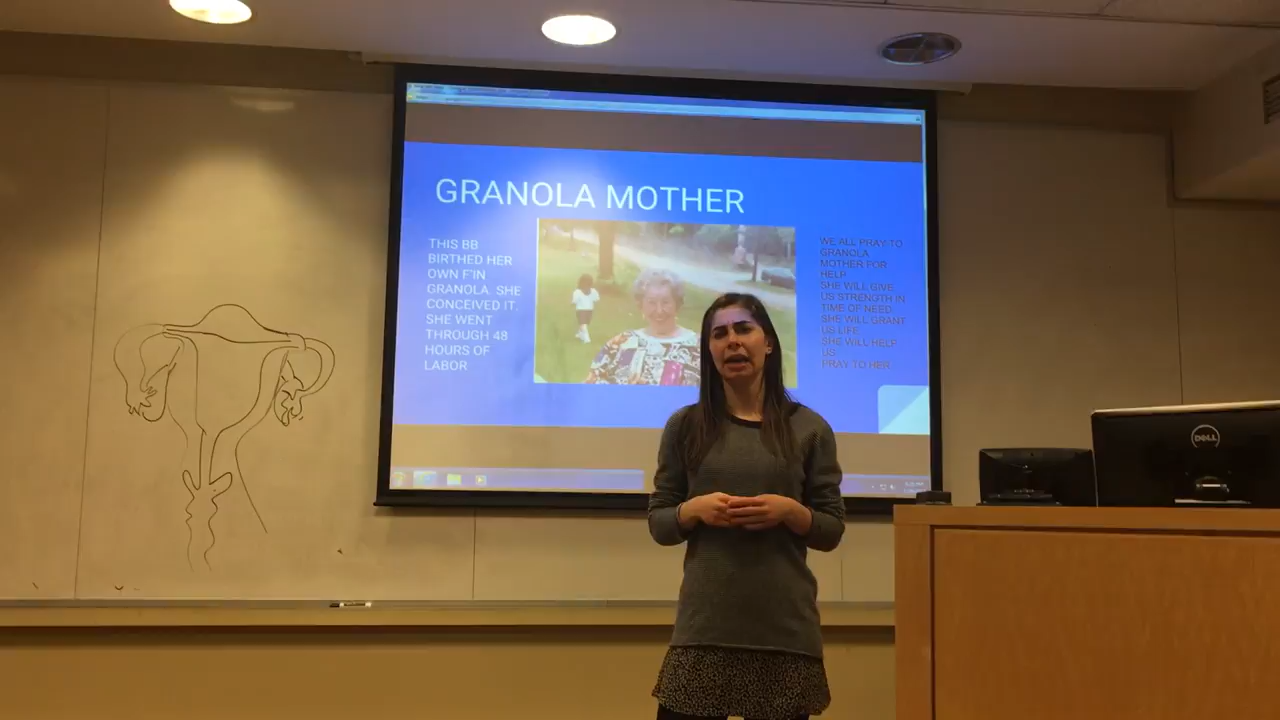 GRANOLA MOTHER
THIS BB
BIRTHED HER
OWN F'IN
GRANOLA. SHE
CONCEIVED IT.
SHE WENT
THROUGH 48
HOURS OF
LABOR
WE ALL PRAY TO
GRANOLA
MOTHER FOR
HELP
SHE WILL GIVE
US STRENGTH IN
TIME OF NEED
SHE WILL GRANT
US LIFE
SHE WILL HELP
US
PRAY TO HER
DELL